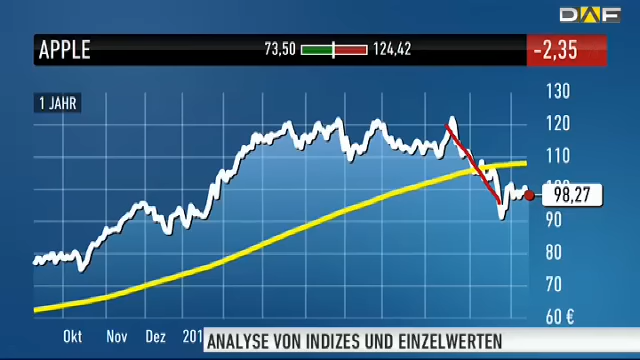 DAF
APPLE
73,50
124,42
-2,35
1 JAHR
130
120
110
98,27
90
80
70
60 €
Okt Nov Dez 201
ANALYSE VON INDIZES UND EINZELWERTEN